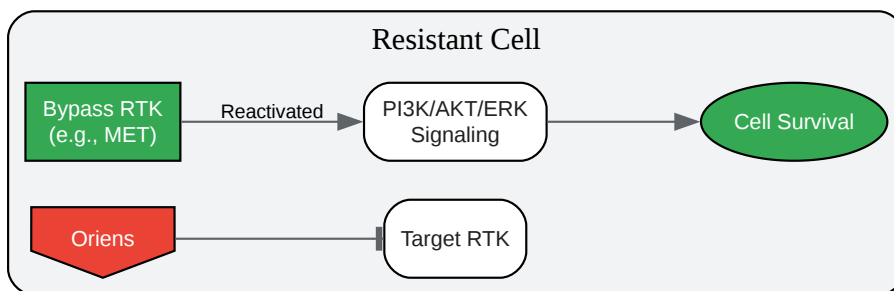 Resistant Cell
Bypass RTK
(e.g., MET)
Reactivated
PI3K/AKT/ERK
Signaling
Cell Survival
Oriens
Target RTK